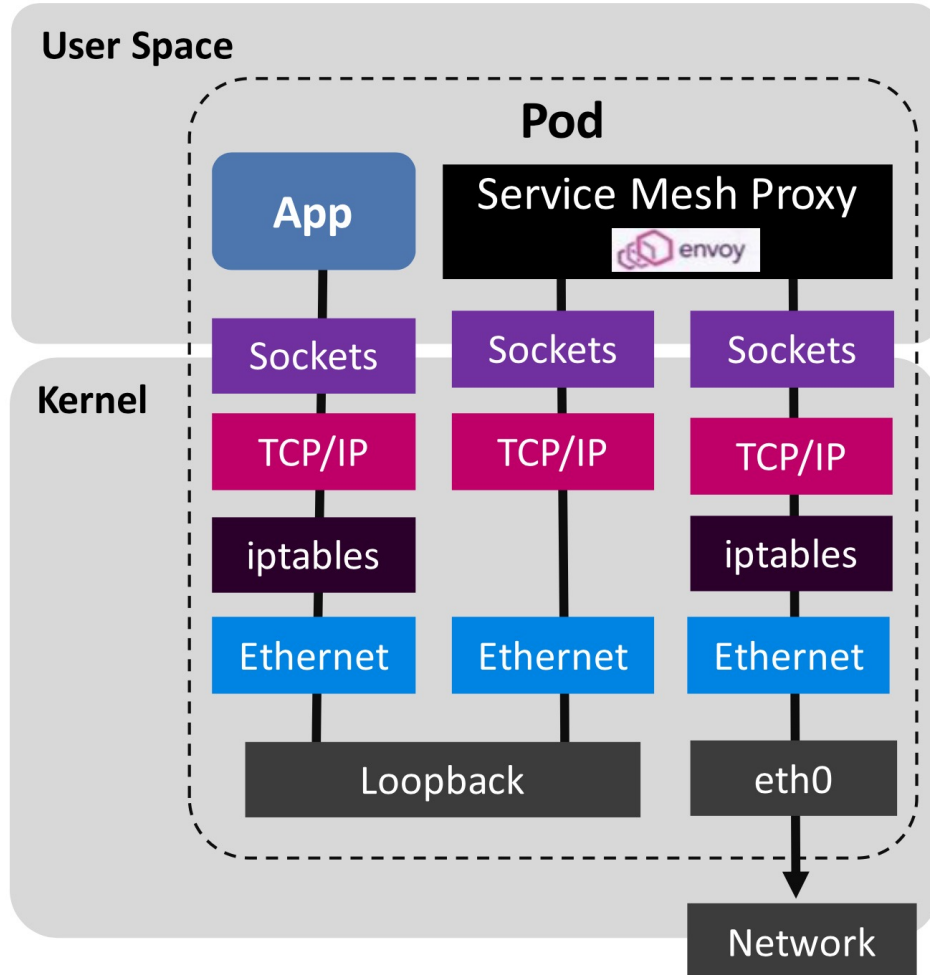 User Space
Pod
App
Service Mesh Proxy
envoy
Sockets
Sockets
Sockets
Kernel
TCP/IP
TCP/IP
TCP/IP
iptables
iptables
Ethernet
Ethernet
Ethernet
Loopback
eth0
Network